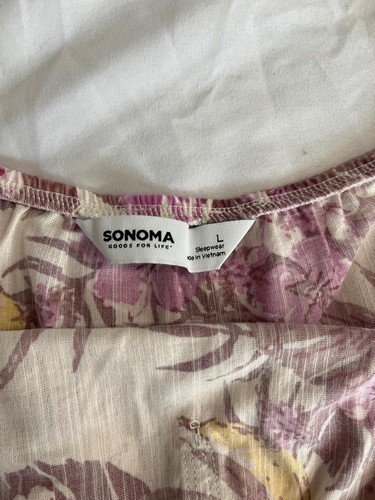 SONOMA
GOODS FOR LIFE*
L
Sleepwear
in Vietnam